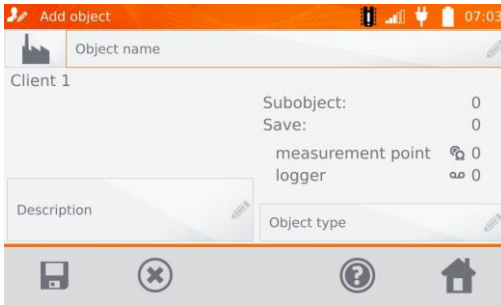 Add object
07:03
Object name
Client 1
Subobject: 0
Save: 0
measurement point 0
logger 0
Description
Object type